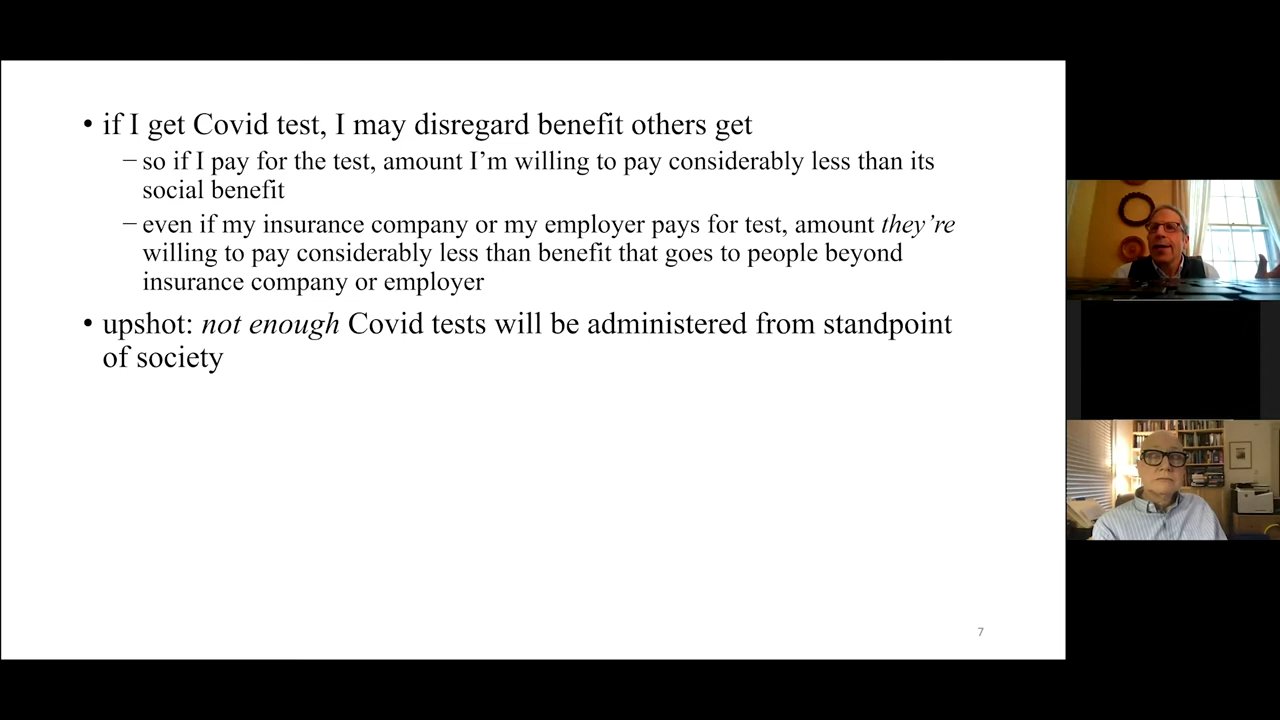 • if I get Covid test, I may disregard benefit others get
– so if I pay for the test, amount I’m willing to pay considerably less than its
social benefit
– even if my insurance company or my employer pays for test, amount they’re
willing to pay considerably less than benefit that goes to people beyond
insurance company or employer
• upshot: not enough Covid tests will be administered from standpoint
of society
7